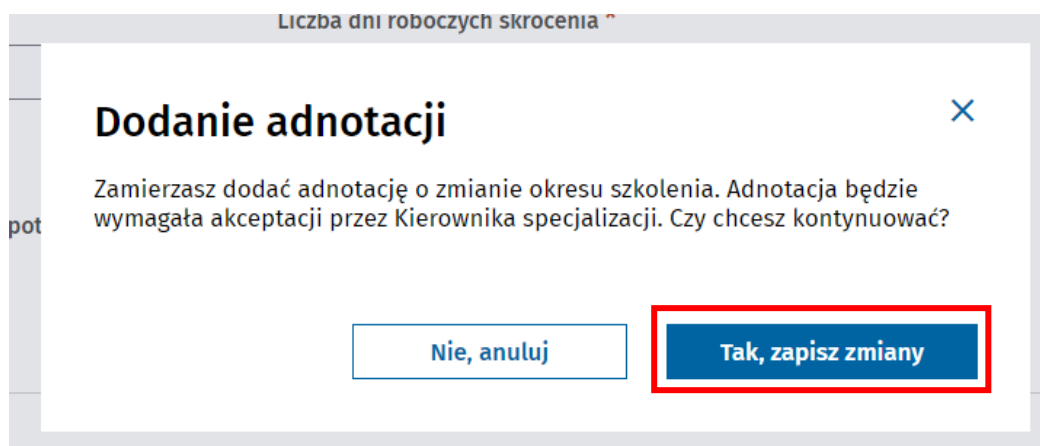 Liczba dni roboczych skrócenia *
Dodanie adnotacji
Zamierzasz dodać adnotację o zmianie okresu szkolenia. Adnotacja będzie
wymagała akceptacji przez Kierownika specjalizacji. Czy chcesz kontynuować?
pot
Nie, anuluj
Tak, zapisz zmiany